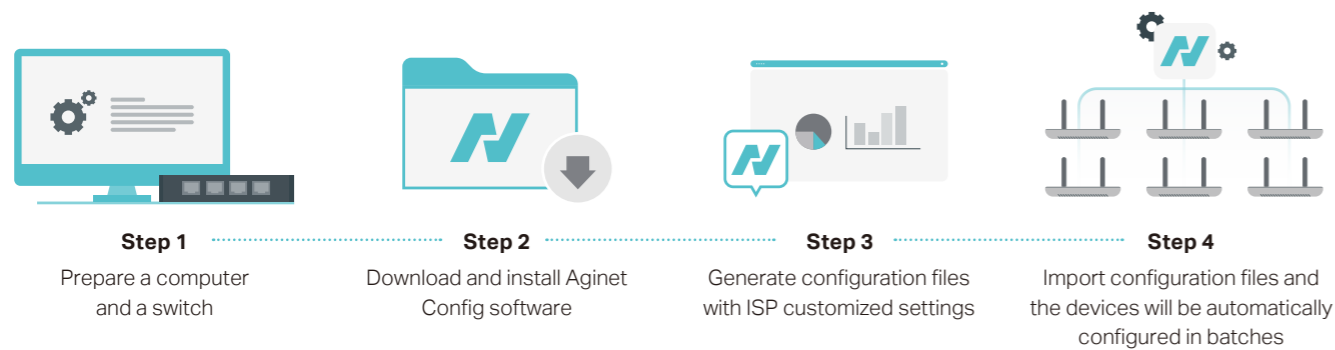 Step 1
Prepare a computer
and a switch
Step 2
Download and install Aginet
Config software
Step 3
Generate configuration files
with ISP customized settings
Step 4
Import configuration files and
the devices will be automatically
configured in batches